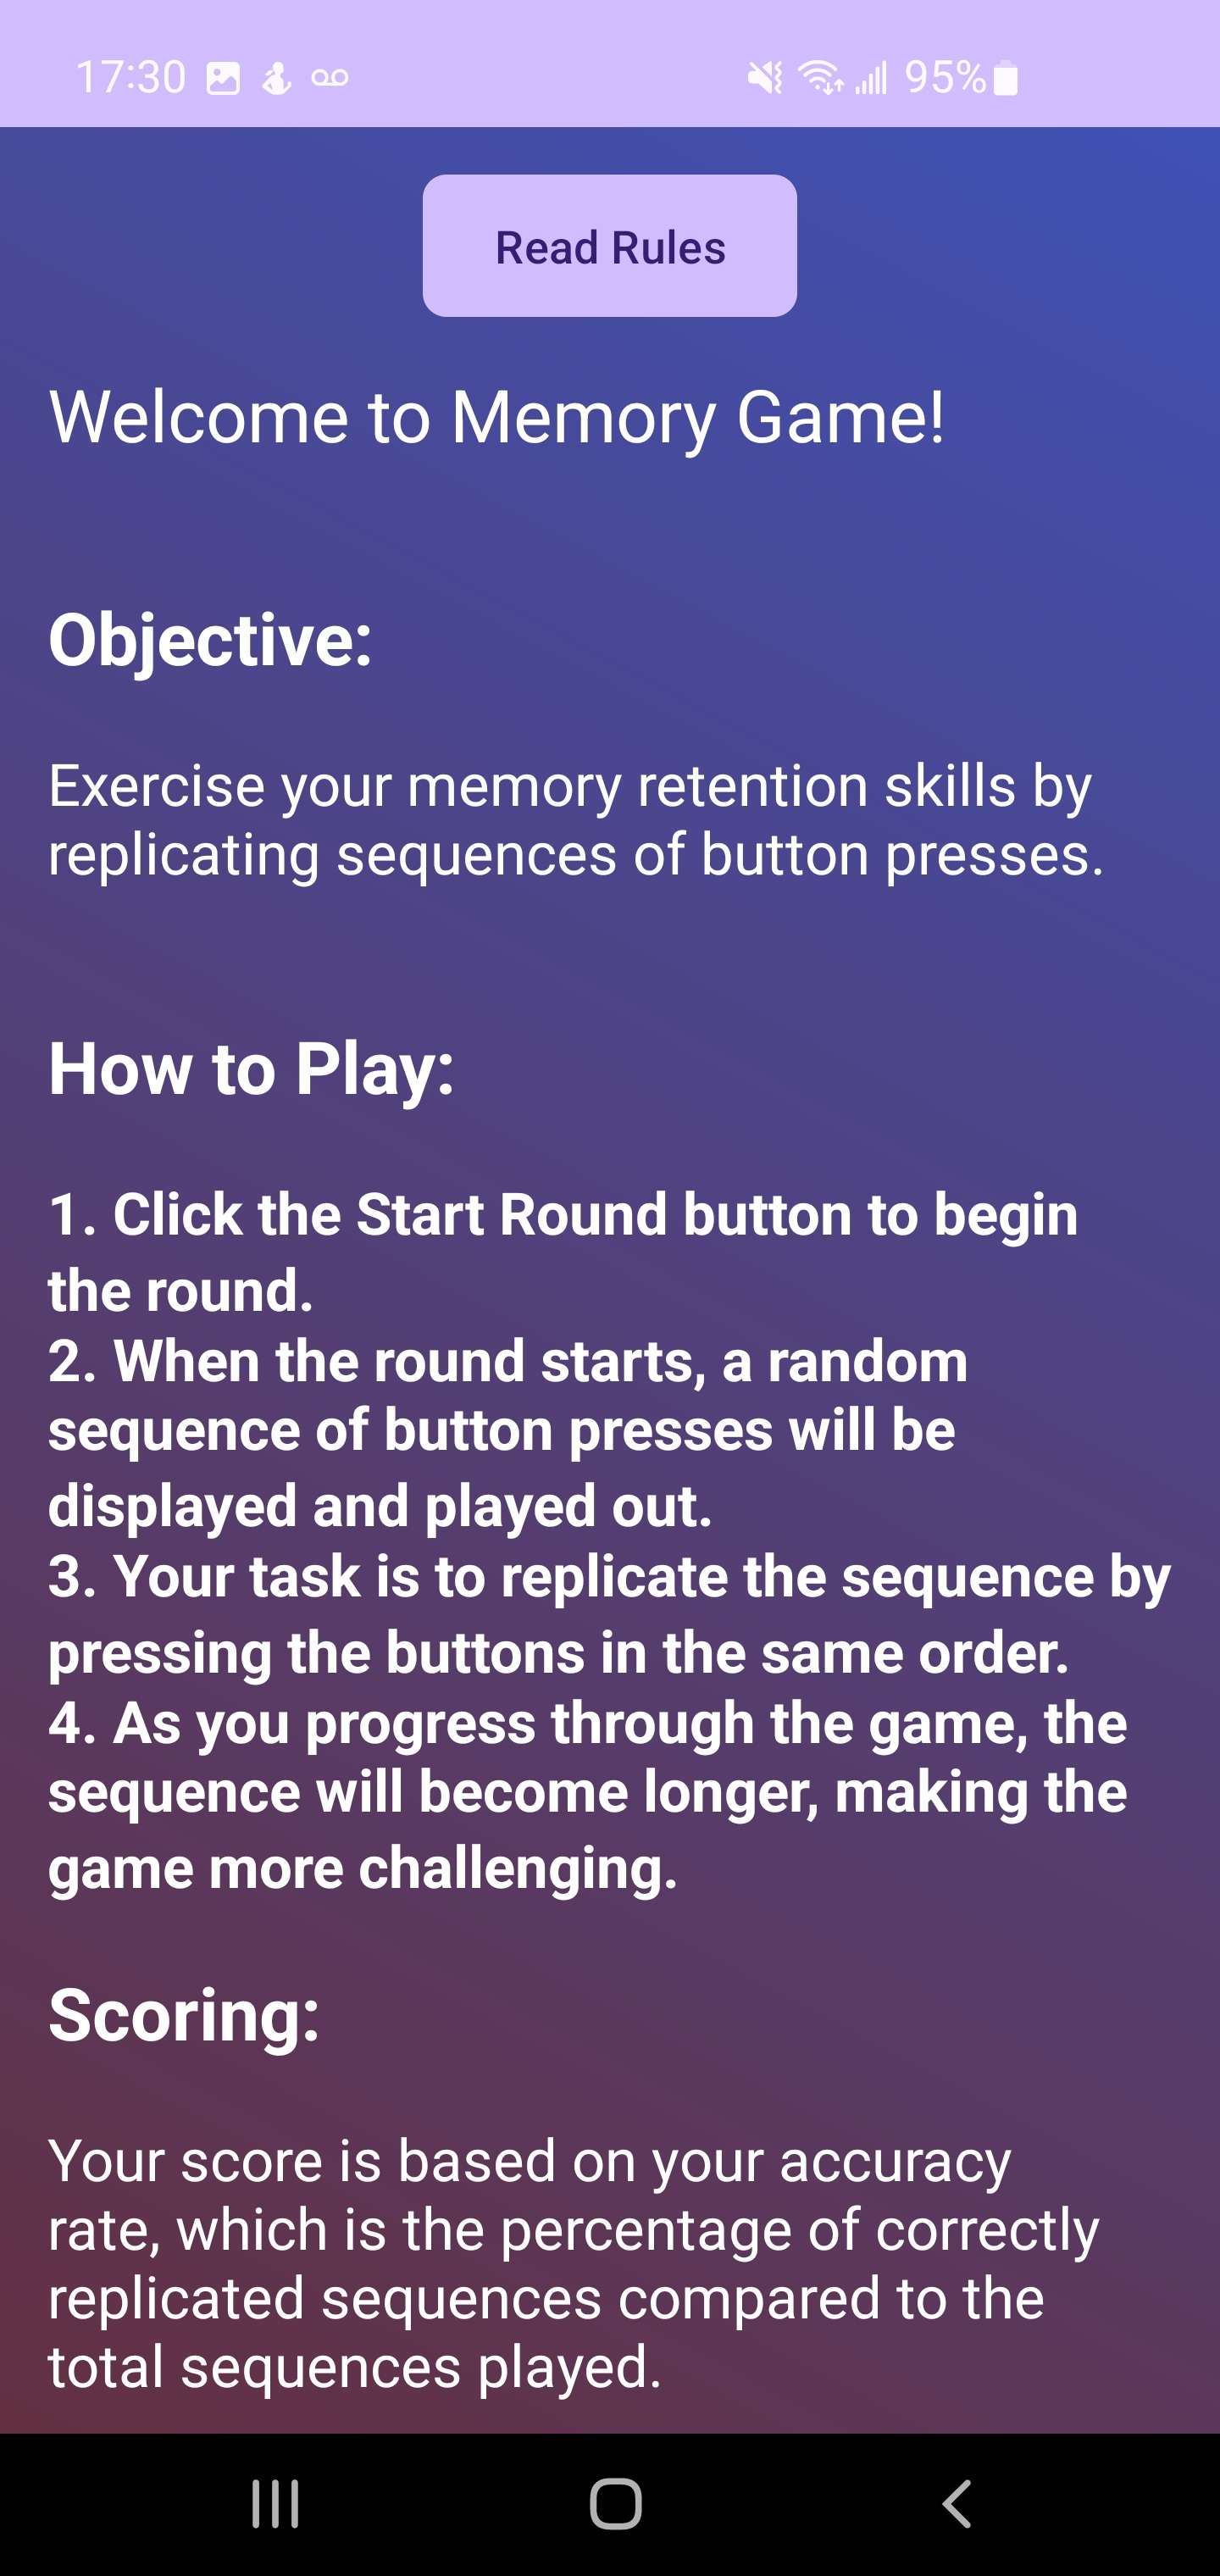 17:30
95%
Read Rules
Welcome to Memory Game!
Objective:
Exercise your memory retention skills by
replicating sequences of button presses.
How to Play:
1. Click the Start Round button to begin
the round.
2. When the round starts, a random
sequence of button presses will be
displayed and played out.
3. Your task is to replicate the sequence by
pressing the buttons in the same order.
4. As you progress through the game, the
sequence will become longer, making the
game more challenging.
Scoring:
Your score is based on your accuracy
rate, which is the percentage of correctly
replicated sequences compared to the
total sequences played.